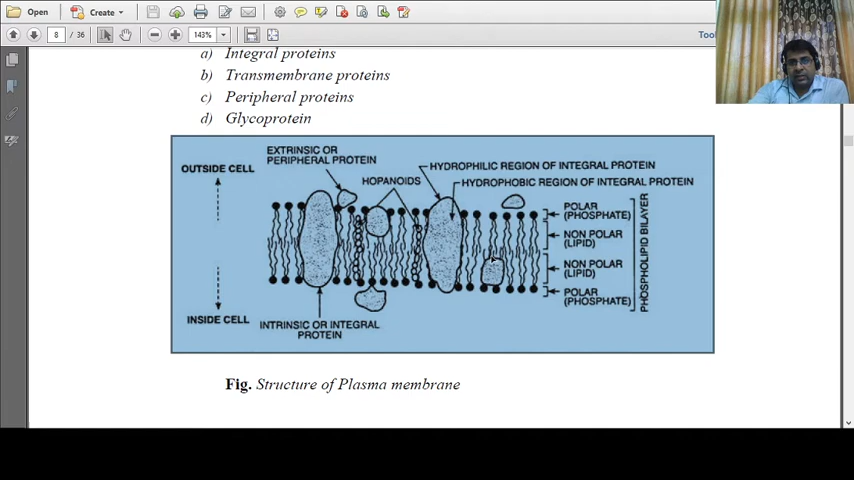 Open
Create
8 / 36
143%
Tool
a) Integral proteins
b) Transmembrane proteins
c) Peripheral proteins
d) Glycoprotein
EXTRINSIC OR
PERIPHERAL PROTEIN
OUTSIDE CELL
HOPANOIDS
HYDROPHILIC REGION OF INTEGRAL PROTEIN
HYDROPHOBIC REGION OF INTEGRAL PROTEIN
POLAR
(PHOSPHATE)
NON POLAR
(LIPID)
NON POLAR
(LIPID)
POLAR
(PHOSPHATE)
PHOSPHOLIPID BILAYER
INSIDE CELL
INTRINSIC OR INTEGRAL
PROTEIN
Fig. Structure of Plasma membrane